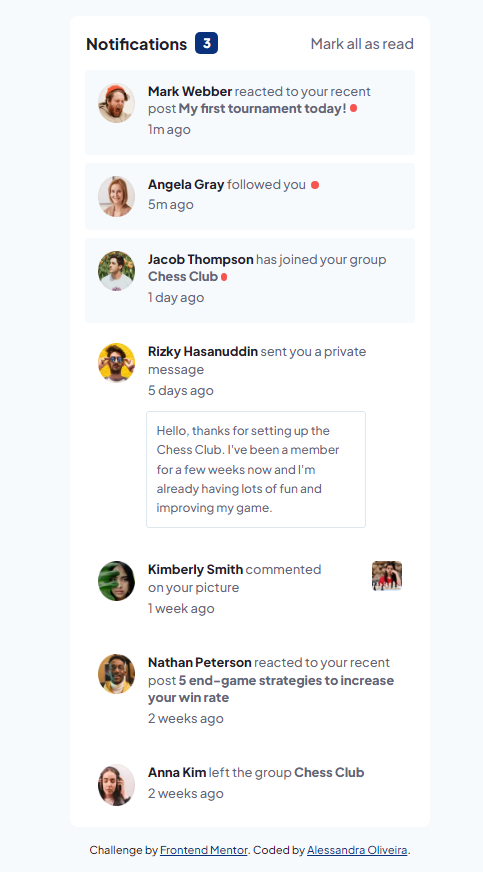 Notifications 3 Mark all as read
Mark Webber reacted to your recent
post My first tournament today!
1m ago
Angela Gray followed you
5m ago
Jacob Thompson has joined your group
Chess Club
1 day ago
Rizky Hasanuddin sent you a private
message
5 days ago
Hello, thanks for setting up the
Chess Club. I've been a member
for a few weeks now and I'm
already having lots of fun and
improving my game.
Kimberly Smith commented
on your picture
1 week ago
Nathan Peterson reacted to your recent
post 5 end-game strategies to increase
your win rate
2 weeks ago
Anna Kim left the group Chess Club
2 weeks ago
Challenge by Frontend Mentor. Coded by Alessandra Oliveira.